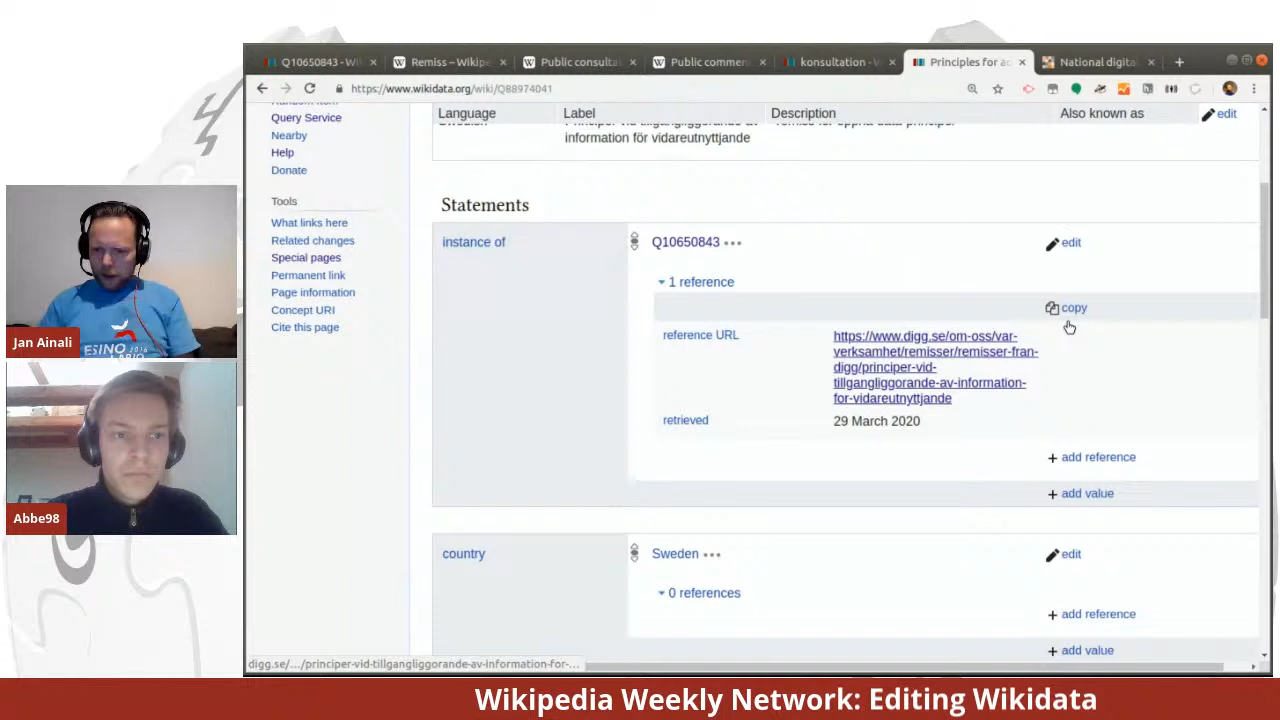 Q10650843 - Wi
Remiss – Wikipe
Public consulta
Public commen
konsultation - W
Principles for ac
National digita
https://www.wikidata.org/wiki/Q88974041
Query Service
Nearby
Help
Donate
Tools
What links here
Related changes
Special pages
Permanent link
Page information
Concept URI
Cite this page
Language Label Description Also known as edit
information för vidareutnyttjande
Statements
instance of
Q10650843
edit
1 reference
copy
reference URL
https://www.digg.se/om-oss/var-
verksamhet/remisser/remisser-fran-
digg/principer-vid-
tillgangliggorande-av-information-
for-vidareutnyttjande
retrieved
29 March 2020
+ add reference
+ add value
country
Sweden
edit
0 references
+ add reference
+ add value
digg.se/.../principer-vid-tillgangliggorande-av-information-for-...
Jan Ainali
ESINO
2016
Abbe98
Wikipedia Weekly Network: Editing Wikidata